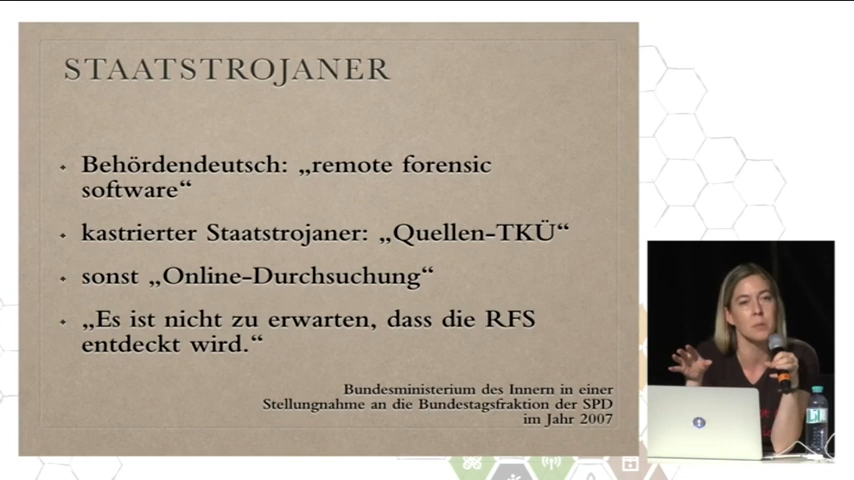 STAATSTROJANER
Behördendeutsch: „remote forensic
software“
kastrierter Staatstrojaner: „Quellen-TKÜ“
sonst „Online-Durchsuchung“
„Es ist nicht zu erwarten, dass die RFS
entdeckt wird.“
Bundesministerium des Innern in einer
Stellungnahme an die Bundestagsfraktion der SPD
im Jahr 2007